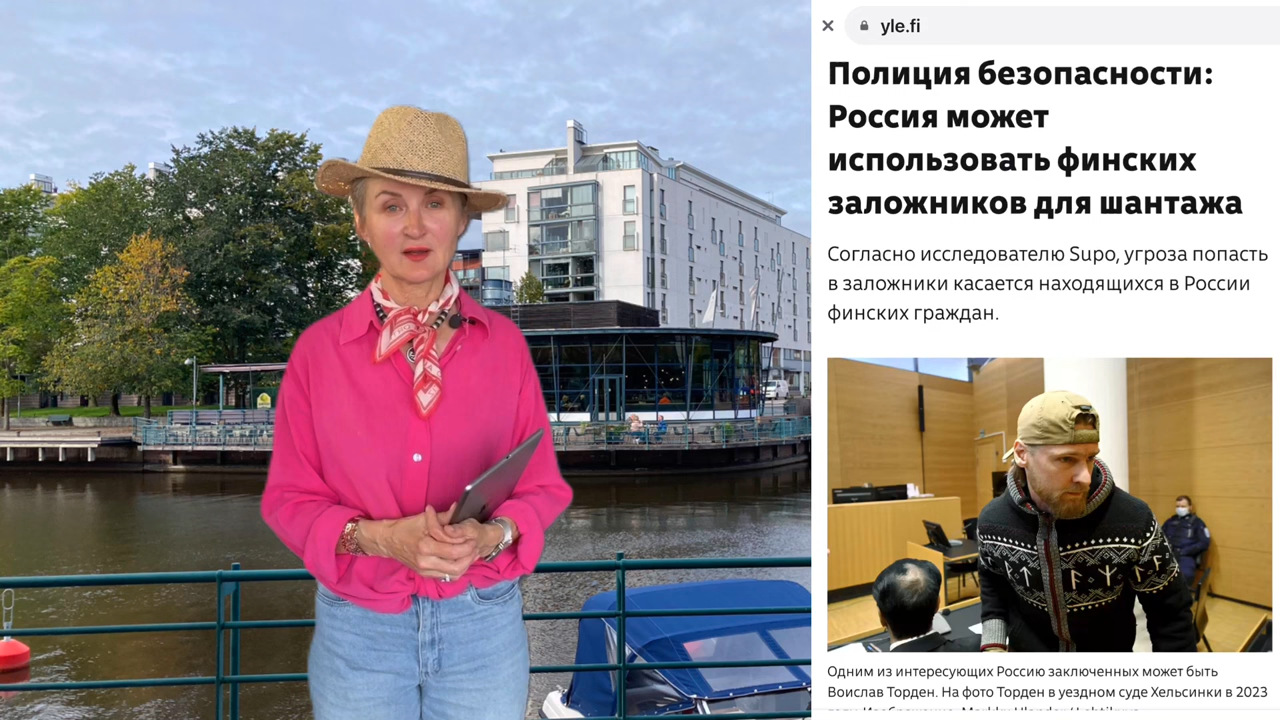 yle.fi
Полиция безопасности:
Россия может
использовать финских
заложников для шантажа
Согласно исследователю Supo, угроза попасть
в заложники касается находящихся в России
финских граждан.
Одним из интересующих Россию заключенных может быть
Воислав Торден. На фото Торден в уездном суде Хельсинки в 2023